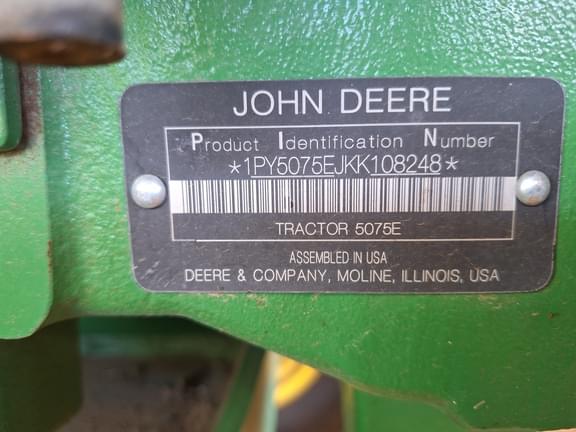 JOHN DEERE
Product Identification Number
*1PY5075EJKK108248*
TRACTOR 5075E
ASSEMBLED IN USA
DEERE & COMPANY, MOLINE, ILLINOIS, USA